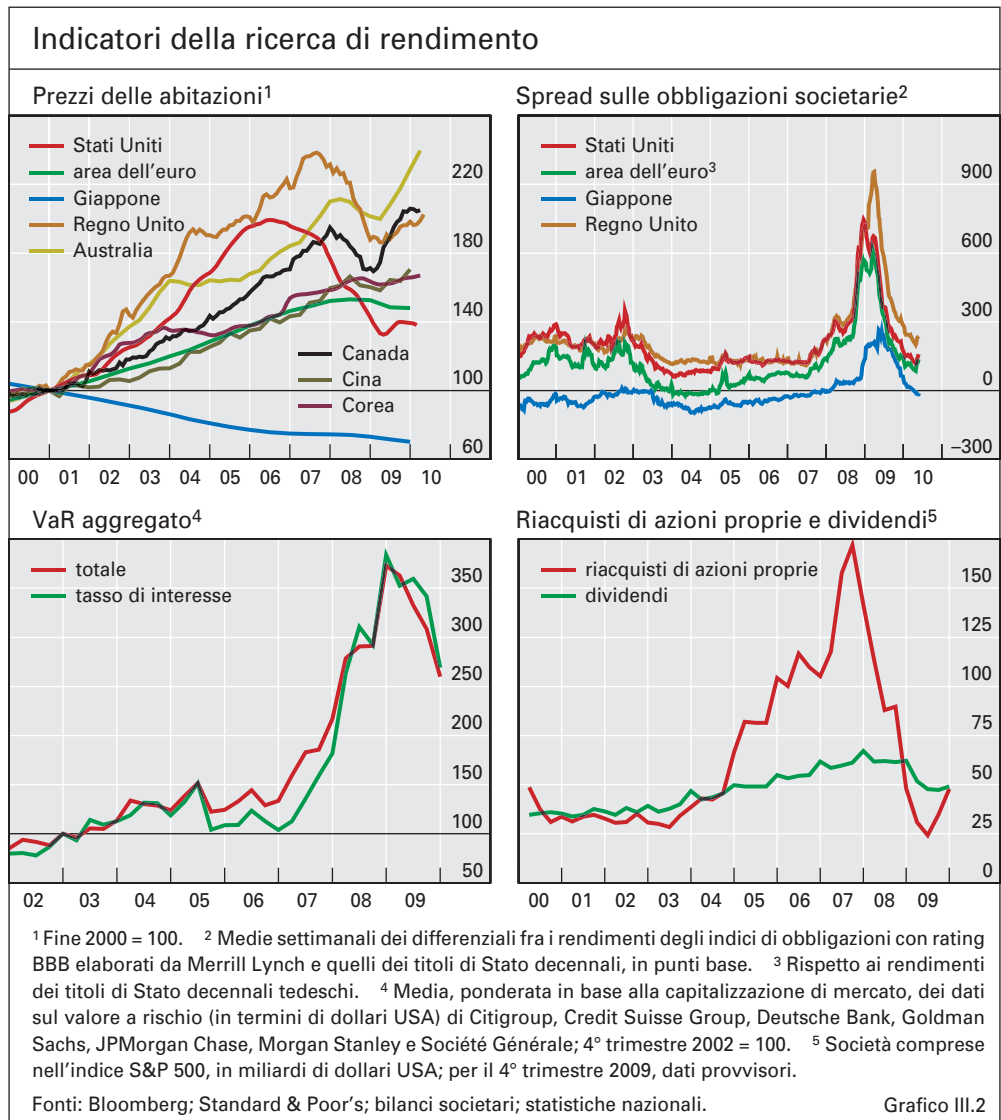 Indicatori della ricerca di rendimento
Prezzi delle abitazioni1
Stati Uniti
area dell'euro
Giappone
Regno Unito
Australia
Canada
Cina
Corea
220
180
140
100
60
00 01 02 03 04 05 06 07 08 09 10
Spread sulle obbligazioni societarie2
Stati Uniti
area dell'euro3
Giappone
Regno Unito
900
600
300
0
–300
00 01 02 03 04 05 06 07 08 09 10
VaR aggregato4
totale
tasso di interesse
350
300
250
200
150
100
50
02 03 04 05 06 07 08 09
Riacquisti di azioni proprie e dividendi5
riacquisti di azioni proprie
dividendi
150
125
100
75
50
25
0
00 01 02 03 04 05 06 07 08 09
1 Fine 2000 = 100. 2 Medie settimanali dei differenziali fra i rendimenti degli indici di obbligazioni con rating
BBB elaborati da Merrill Lynch e quelli dei titoli di Stato decennali, in punti base. 3 Rispetto ai rendimenti
dei titoli di Stato decennali tedeschi. 4 Media, ponderata in base alla capitalizzazione di mercato, dei dati
sul valore a rischio (in termini di dollari USA) di Citigroup, Credit Suisse Group, Deutsche Bank, Goldman
Sachs, JPMorgan Chase, Morgan Stanley e Société Générale; 4° trimestre 2002 = 100. 5 Società comprese
nell'indice S&P 500, in miliardi di dollari USA; per il 4° trimestre 2009, dati provvisori.
Fonti: Bloomberg; Standard & Poor's; bilanci societari; statistiche nazionali. Grafico III.2